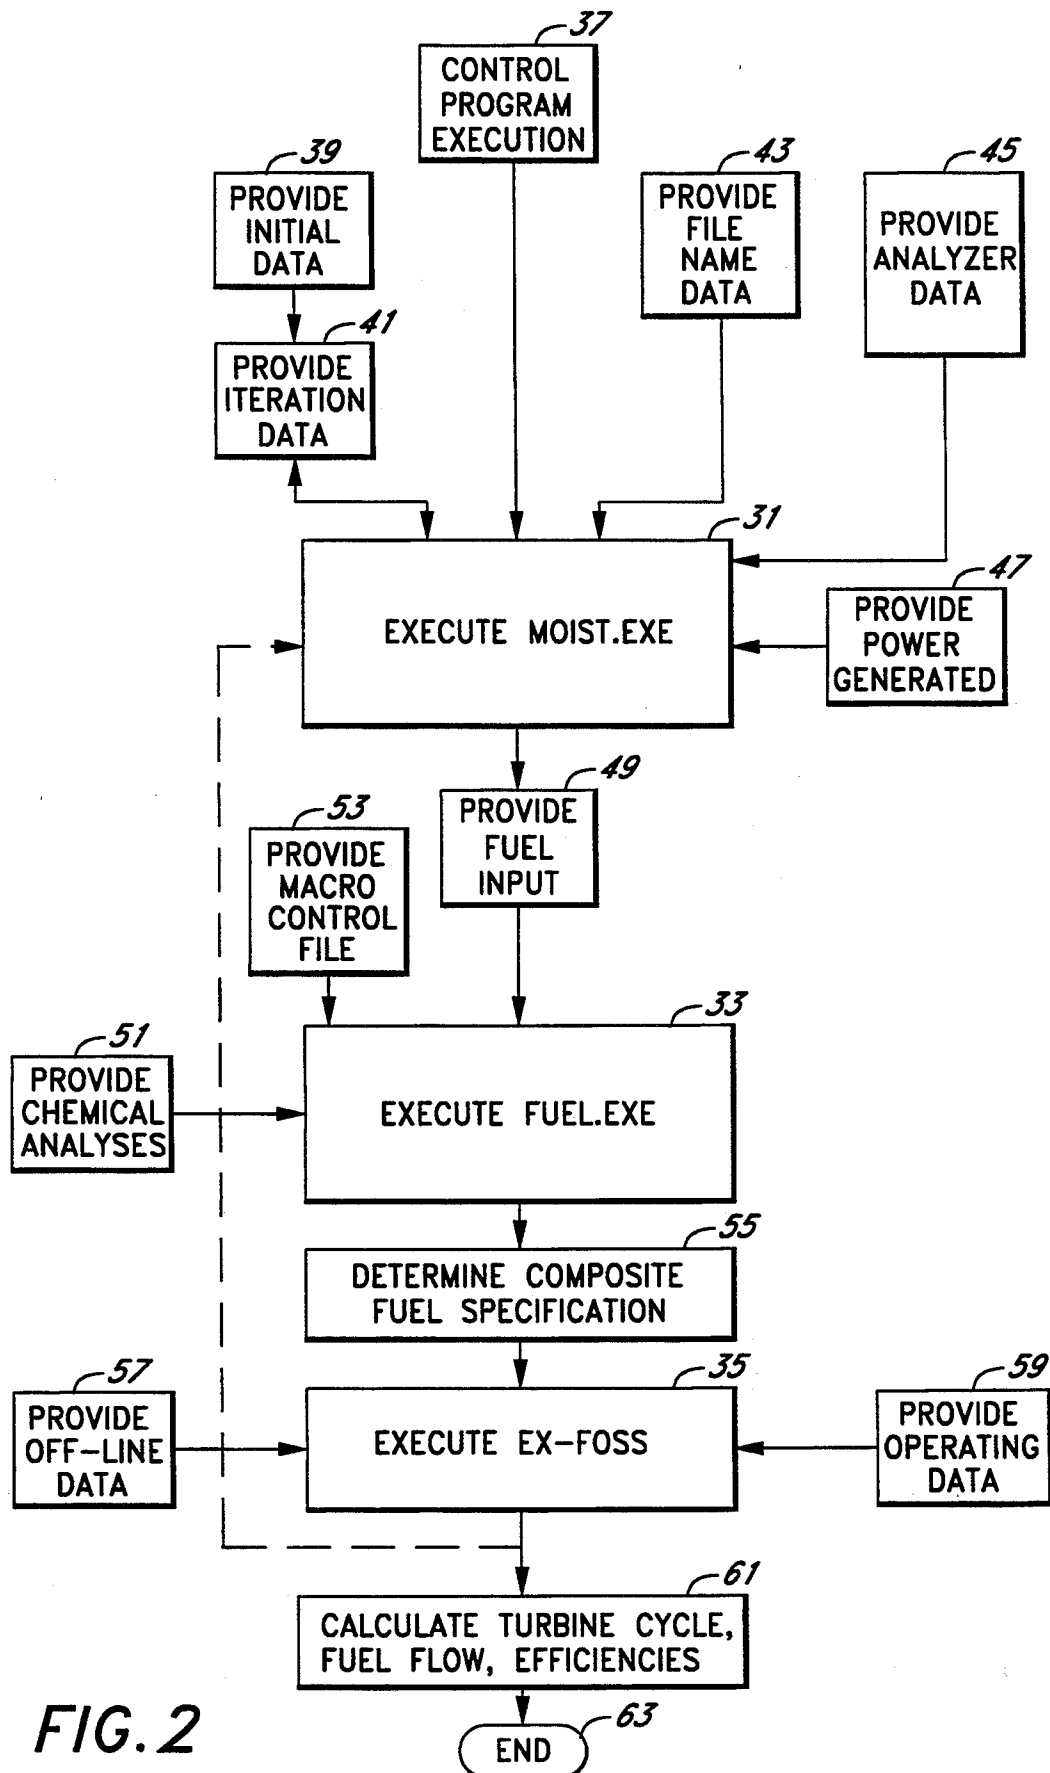 37
CONTROL
PROGRAM
EXECUTION
39
PROVIDE
INITIAL
DATA
43
PROVIDE
FILE
NAME
DATA
45
PROVIDE
ANALYZER
DATA
41
PROVIDE
ITERATION
DATA
31
EXECUTE MOIST.EXE
47
PROVIDE
POWER
GENERATED
49
PROVIDE
FUEL
INPUT
53
PROVIDE
MACRO
CONTROL
FILE
33
EXECUTE FUEL.EXE
51
PROVIDE
CHEMICAL
ANALYSES
55
DETERMINE COMPOSITE
FUEL SPECIFICATION
57
PROVIDE
OFF-LINE
DATA
35
EXECUTE EX-FOSS
59
PROVIDE
OPERATING
DATA
61
CALCULATE TURBINE CYCLE,
FUEL FLOW, EFFICIENCIES
63
END
FIG. 2